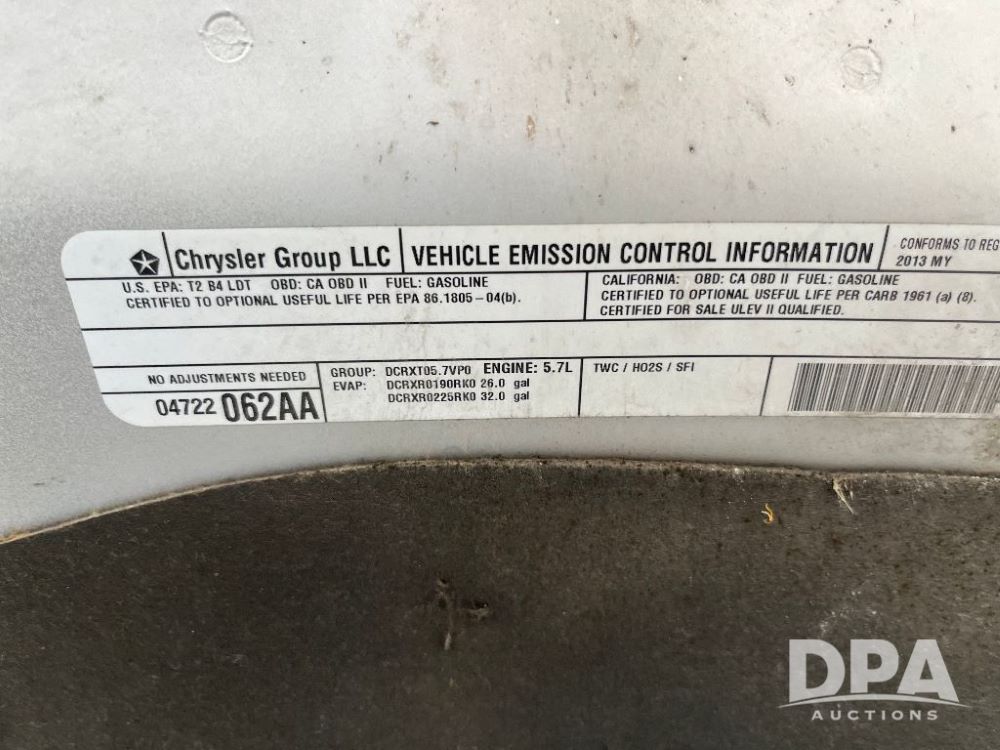 Chrysler Group LLC
VEHICLE EMISSION CONTROL INFORMATION
CONFORMS TO REG
2013 MY
U.S. EPA: T2 B4 LDT OBD: CA OBD II FUEL: GASOLINE
CERTIFIED TO OPTIONAL USEFUL LIFE PER EPA 86.1805-04(b).
CALIFORNIA: OBD: CA OBD II FUEL: GASOLINE
CERTIFIED TO OPTIONAL USEFUL LIFE PER CARB 1961 (a) (8).
CERTIFIED FOR SALE ULEV II QUALIFIED.
NO ADJUSTMENTS NEEDED
04722 062AA
GROUP: DCRXT05.7VP0 ENGINE: 5.7L
EVAP: DCRXR0190RK0 26.0 gal
DCRXR0225RK0 32.0 gal
TWC / HO2S / SFI
DPA
AUCTIONS